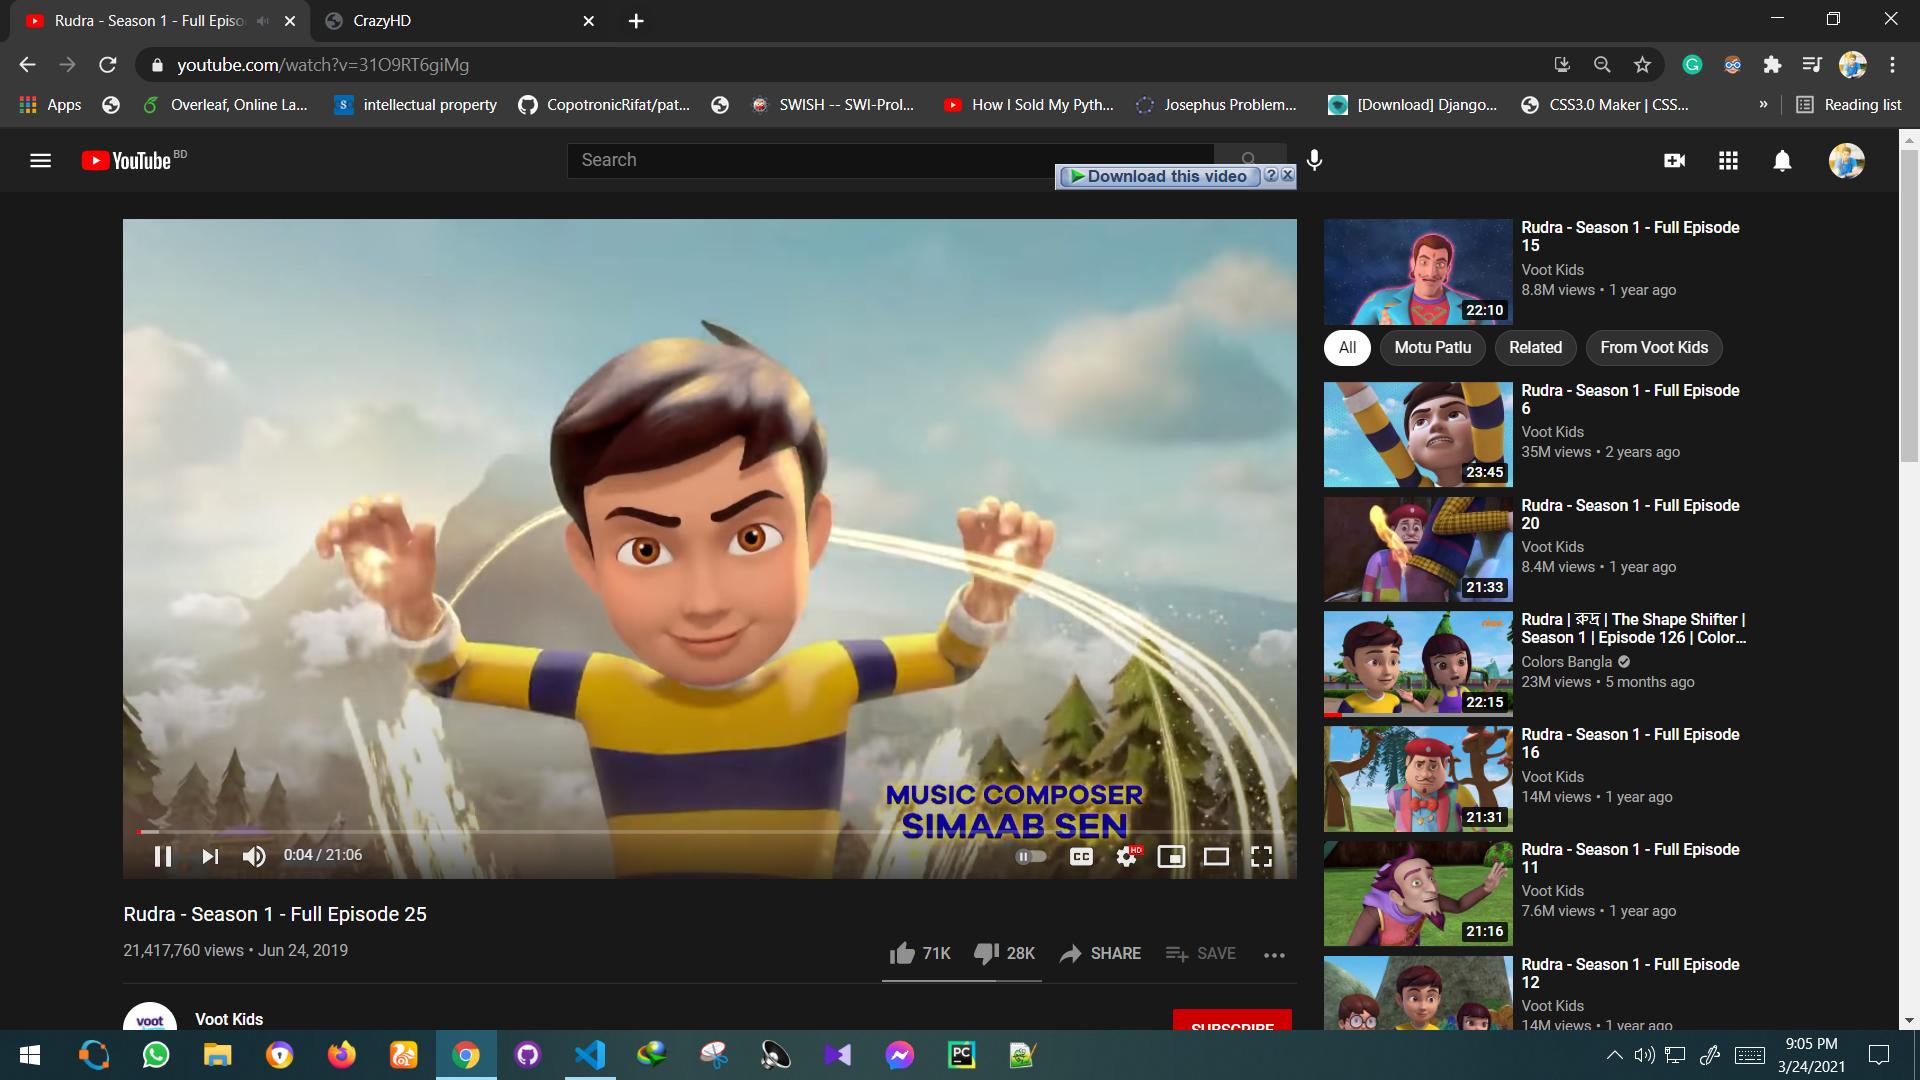 Rudra - Season 1 - Full Episo
CrazyHD
youtube.com/watch?v=31O9RT6giMg
Apps
Overleaf, Online La...
intellectual property
CopotronicRifat/pat...
SWISH -- SWI-Prol...
How I Sold My Pyth...
Josephus Problem...
[Download] Django...
CSS3.0 Maker | CSS...
»
Reading list
YouTube BD
Search
Download this video
MUSIC COMPOSER
SIMAAB SEN
0:04 / 21:06
CC
HD
Rudra - Season 1 - Full Episode 25
21,417,760 views • Jun 24, 2019
71K
28K
SHARE
SAVE
voot
Voot Kids
SUBSCRIBE
Rudra - Season 1 - Full Episode
15
Voot Kids
8.8M views • 1 year ago
22:10
All
Motu Patlu
Related
From Voot Kids
Rudra - Season 1 - Full Episode
6
Voot Kids
35M views • 2 years ago
23:45
Rudra - Season 1 - Full Episode
20
Voot Kids
8.4M views • 1 year ago
21:33
Rudra | রুদ্র | The Shape Shifter |
Season 1 | Episode 126 | Color...
Colors Bangla
23M views • 5 months ago
22:15
Rudra - Season 1 - Full Episode
16
Voot Kids
14M views • 1 year ago
21:31
Rudra - Season 1 - Full Episode
11
Voot Kids
7.6M views • 1 year ago
21:16
Rudra - Season 1 - Full Episode
12
Voot Kids
14M views • 1 year ago
PC
9:05 PM
3/24/2021